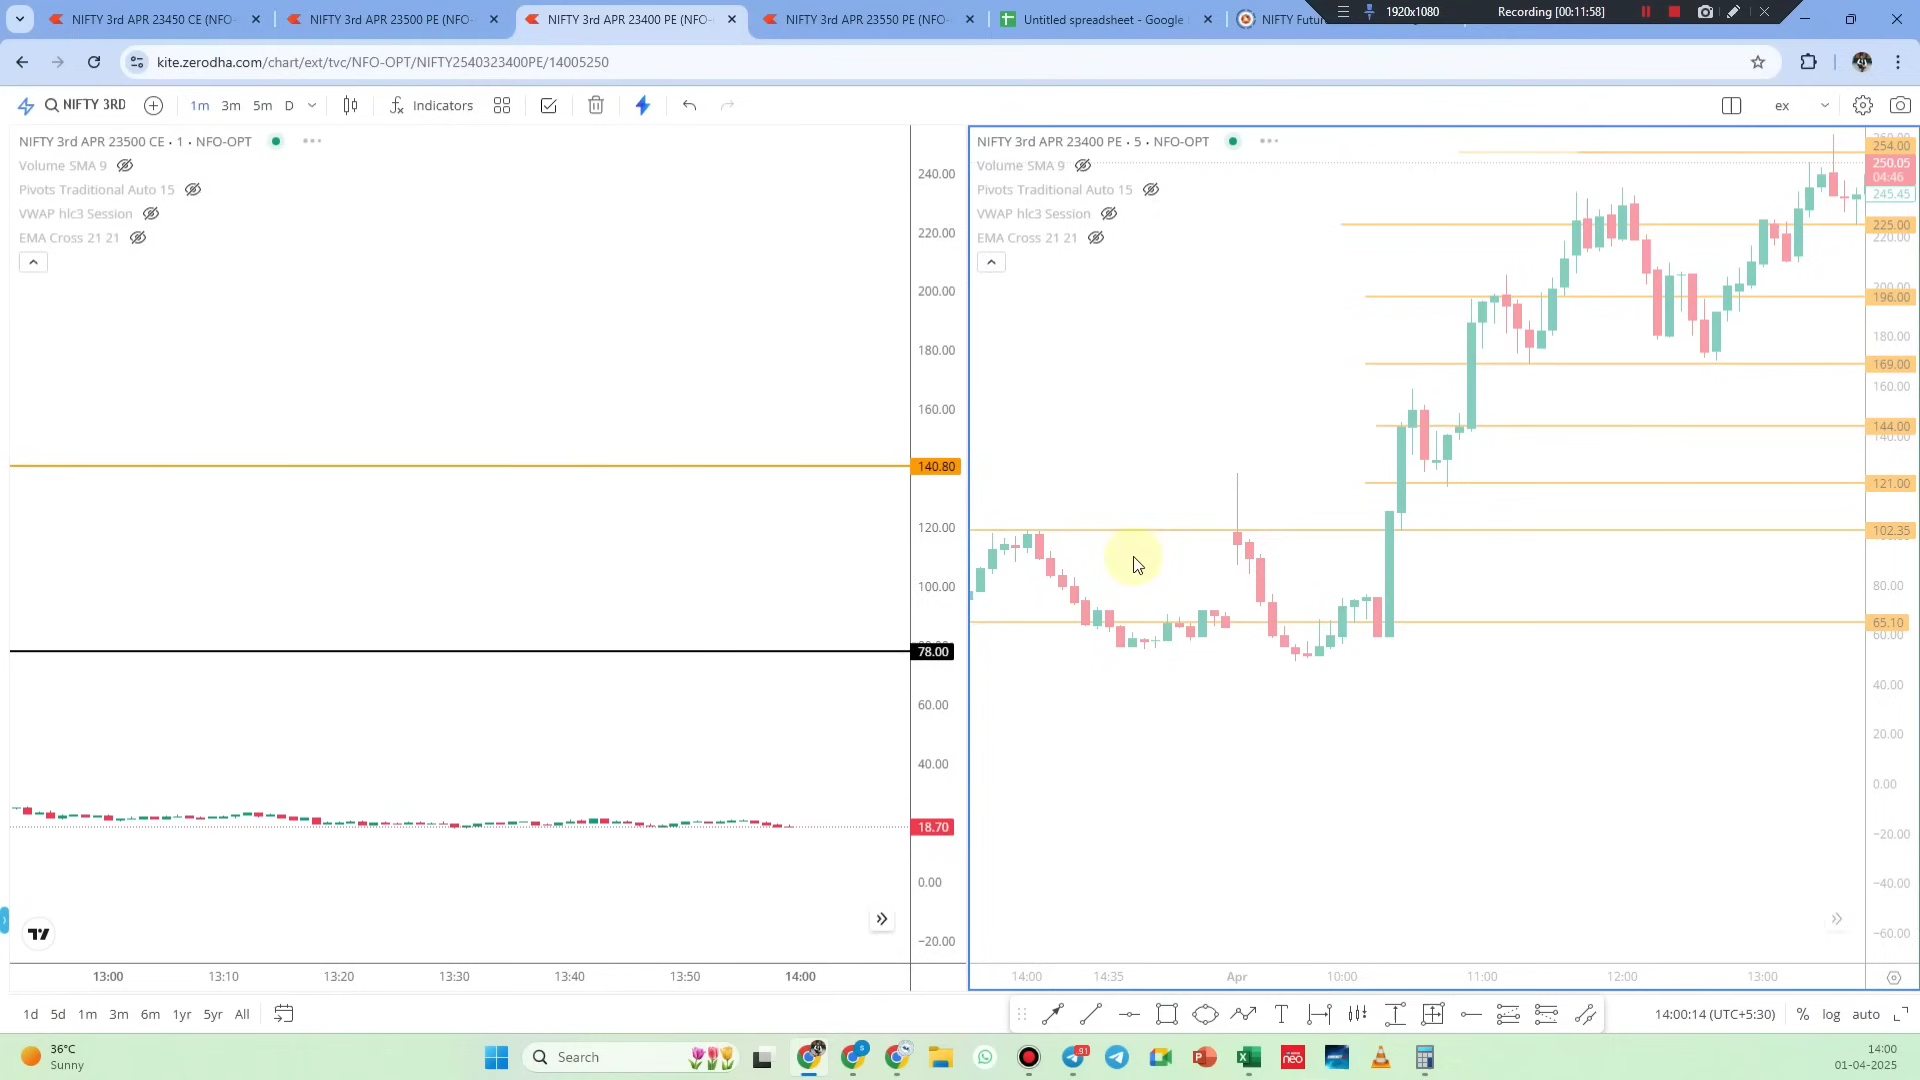 NIFTY 3rd APR 23450 CE (NFO-
NIFTY 3rd APR 23500 PE (NFO-
NIFTY 3rd APR 23400 PE (NFO-
NIFTY 3rd APR 23550 PE (NFO-
Untitled spreadsheet - Google
NIFTY Futu
1920x1080
Recording [00:11:58]
kite.zerodha.com/chart/ext/tvc/NFO-OPT/NIFTY2540323400PE/14005250
NIFTY 3RD
1m 3m 5m D
Indicators
ex
NIFTY 3rd APR 23500 CE · 1 · NFO-OPT
Volume SMA 9
Pivots Traditional Auto 15
VWAP hlc3 Session
EMA Cross 21 21
240.00
220.00
200.00
180.00
160.00
140.80
120.00
100.00
78.00
60.00
40.00
18.70
0.00
−20.00
13:00 13:10 13:20 13:30 13:40 13:50 14:00
NIFTY 3rd APR 23400 PE · 5 · NFO-OPT
Volume SMA 9
Pivots Traditional Auto 15
VWAP hlc3 Session
EMA Cross 21 21
254.00
250.05
04:46
245.45
225.00
220.00
196.00
180.00
169.00
160.00
144.00
140.00
121.00
102.35
80.00
65.10
60.00
40.00
20.00
0.00
−20.00
−40.00
−60.00
14:00 14:35 Apr 10:00 11:00 12:00 13:00
1d 5d 1m 3m 6m 1yr 5yr All
14:00:14 (UTC+5:30) % log auto
36°C
Sunny
Search
91
neo
14:00
01-04-2025